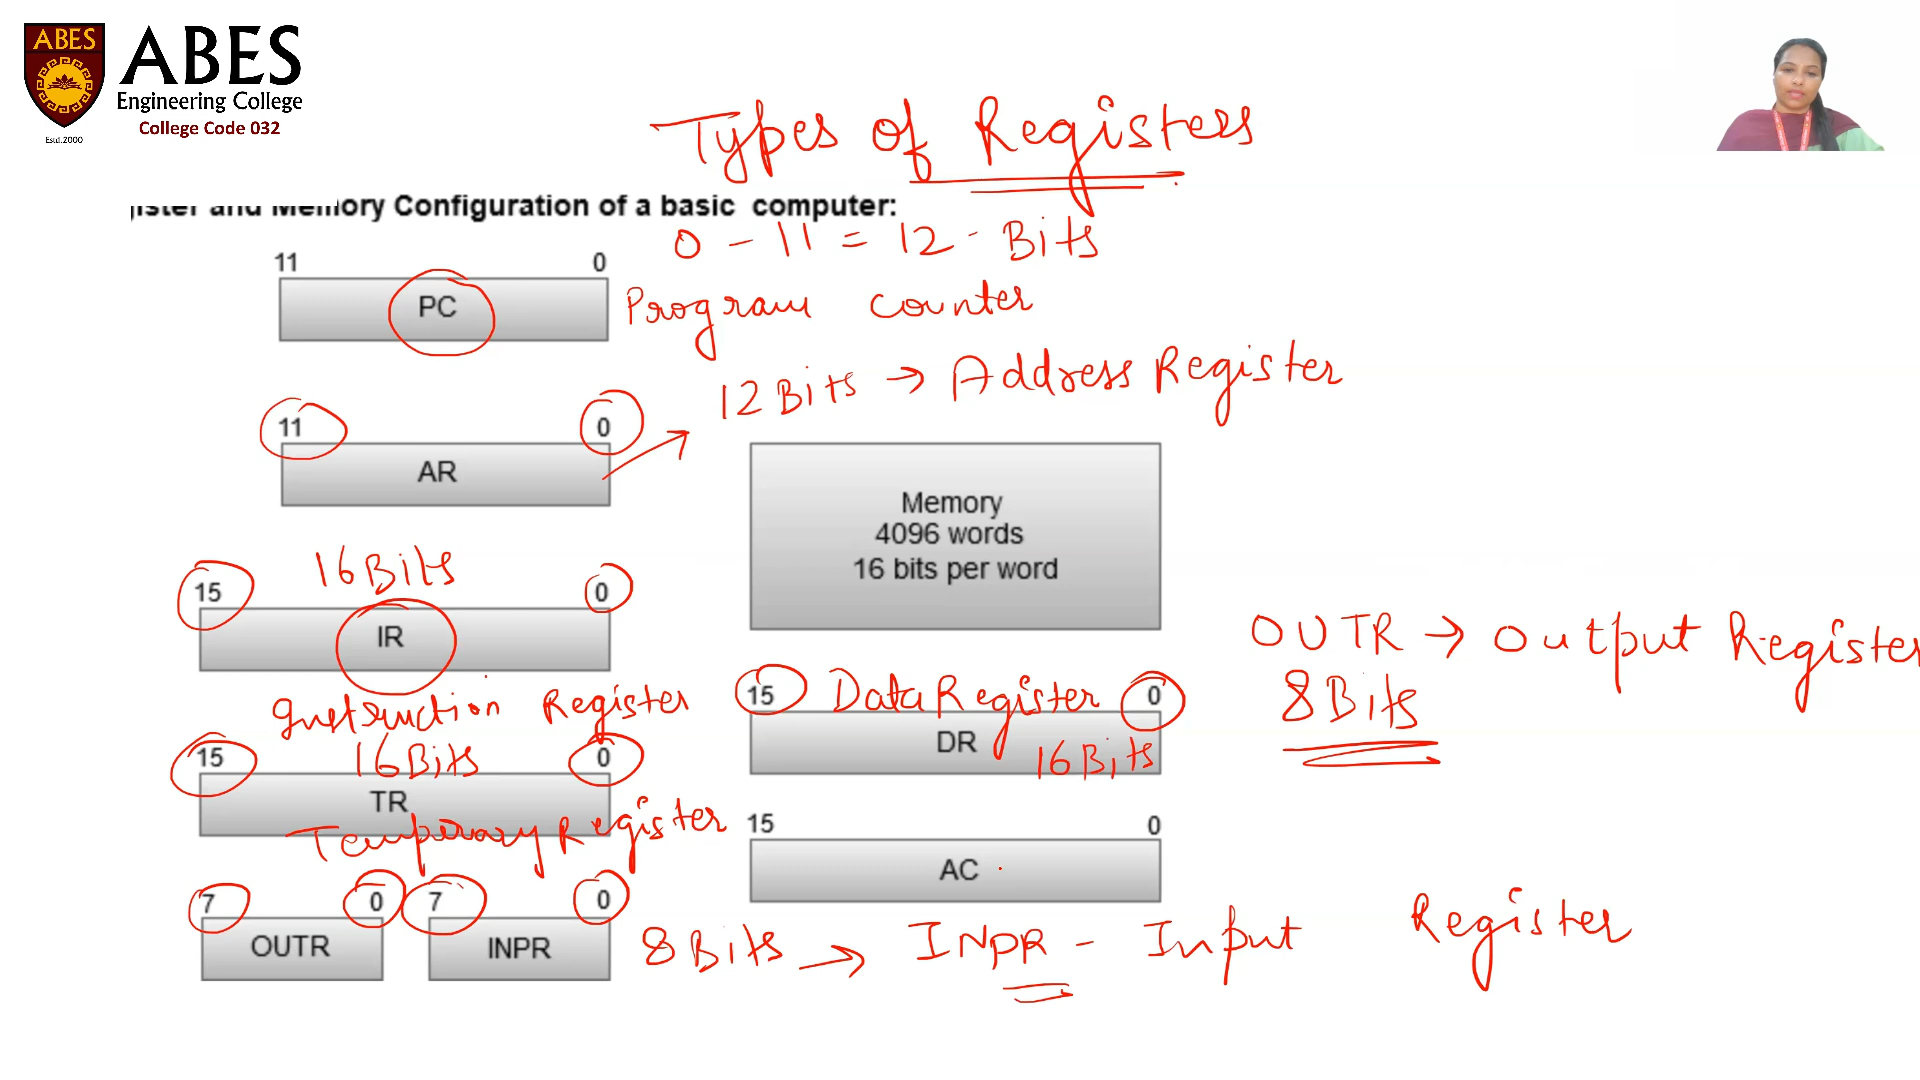 ABES
ABES
Engineering College
College Code 032
Estd.2000
Types of Registers
ister and Memory Configuration of a basic computer:
0 - 11 = 12 - Bits
11 0
PC
Program counter
12 Bits → Address Register
11 0
AR
Memory
4096 words
16 bits per word
16 Bits
15 0
IR
Instruction Register
OUTR → Output Register
8 Bits
15 Data Register 0
DR
16 Bits
15 16 Bits 0
TR
Temporary Register
15 0
AC
7 0 7 0
OUTR INPR
8 Bits → INPR - Input Register